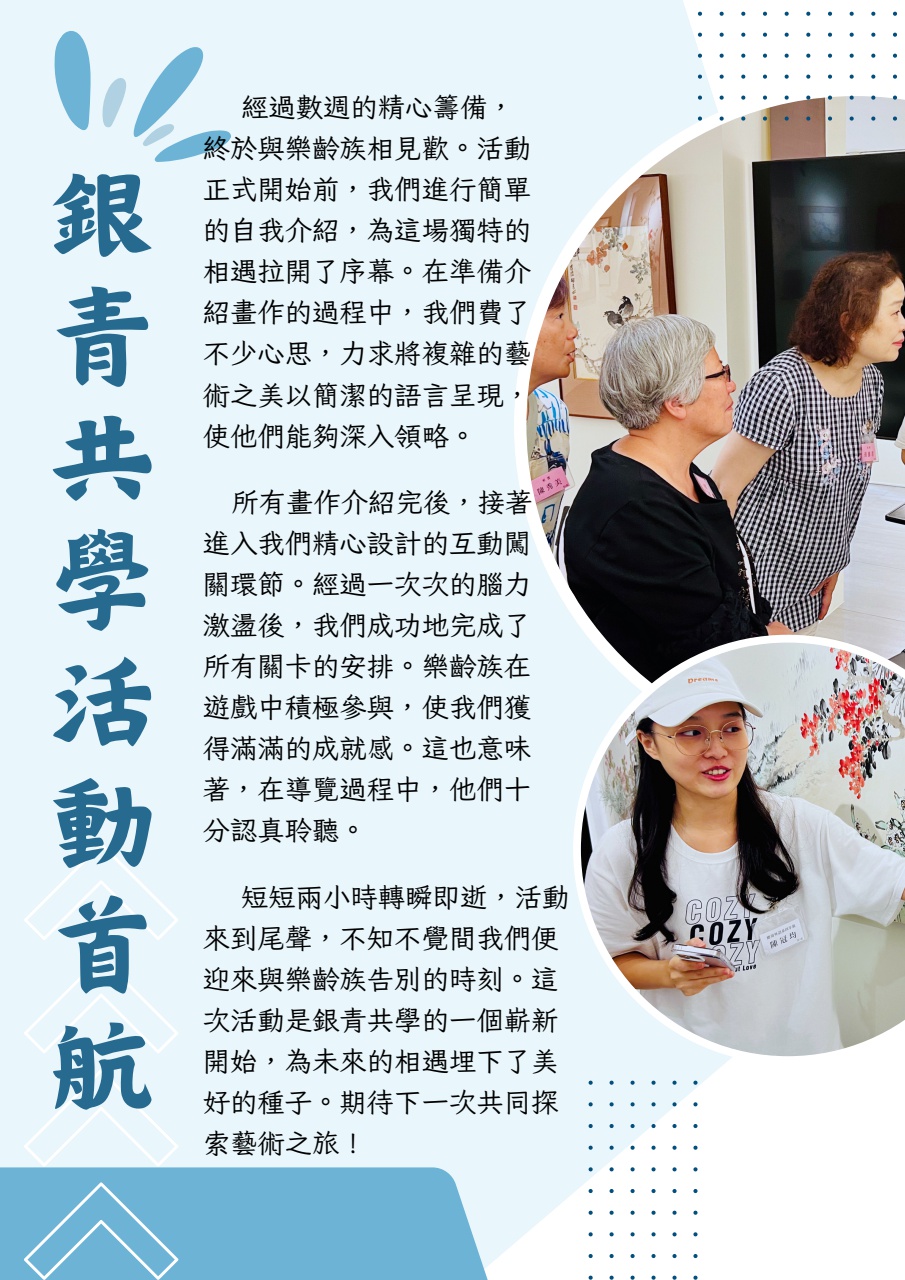 銀青共學活動首航
經過數週的精心籌備，
終於與樂齡族相見歡。活動
正式開始前，我們進行簡單
的自我介紹，為這場獨特的
相遇拉開了序幕。在準備介
紹畫作的過程中，我們費了
不少心思，力求將複雜的藝
術之美以簡潔的語言呈現，
使他們能夠深入領略。
所有畫作介紹完後，接著
進入我們精心設計的互動闖
關環節。經過一次次的腦力
激盪後，我們成功地完成了
所有關卡的安排。樂齡族在
遊戲中積極參與，使我們獲
得滿滿的成就感。這也意味
著，在導覽過程中，他們十
分認真聆聽。
短短兩小時轉瞬即逝，活動
來到尾聲，不知不覺間我們便
迎來與樂齡族告別的時刻。這
次活動是銀青共學的一個嶄新
開始，為未來的相遇埋下了美
好的種子。期待下一次共同探
索藝術之旅！
陳秀美
Dreams
COZY
COZY
陳冠均